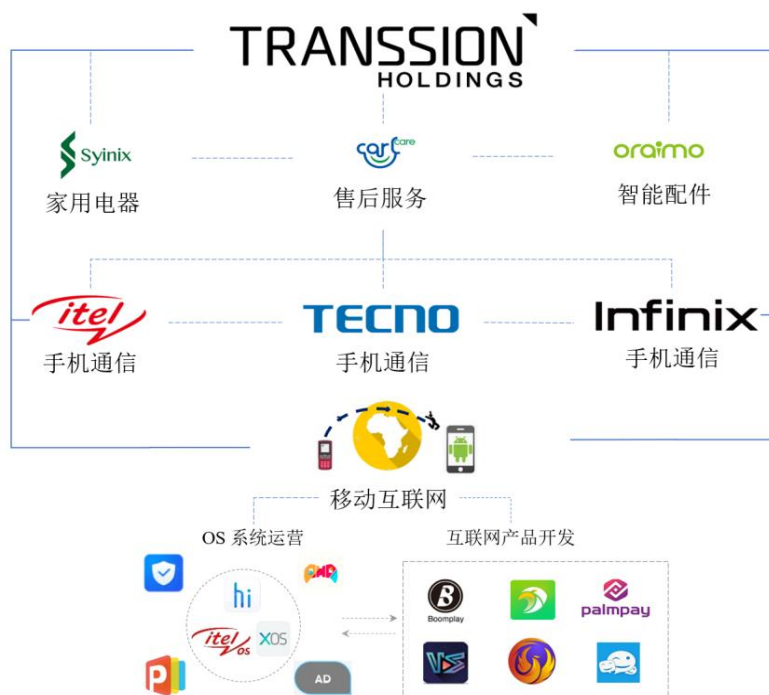 TRANSSION
HOLDINGS
Syinix
carlcare
oraimo
家用电器
售后服务
智能配件
itel
TECNO
Infinix
手机通信
手机通信
手机通信
移动互联网
OS 系统运营
互联网产品开发
hi
itel OS
XOS
AD
B
Boomplay
palmpay
VS
P